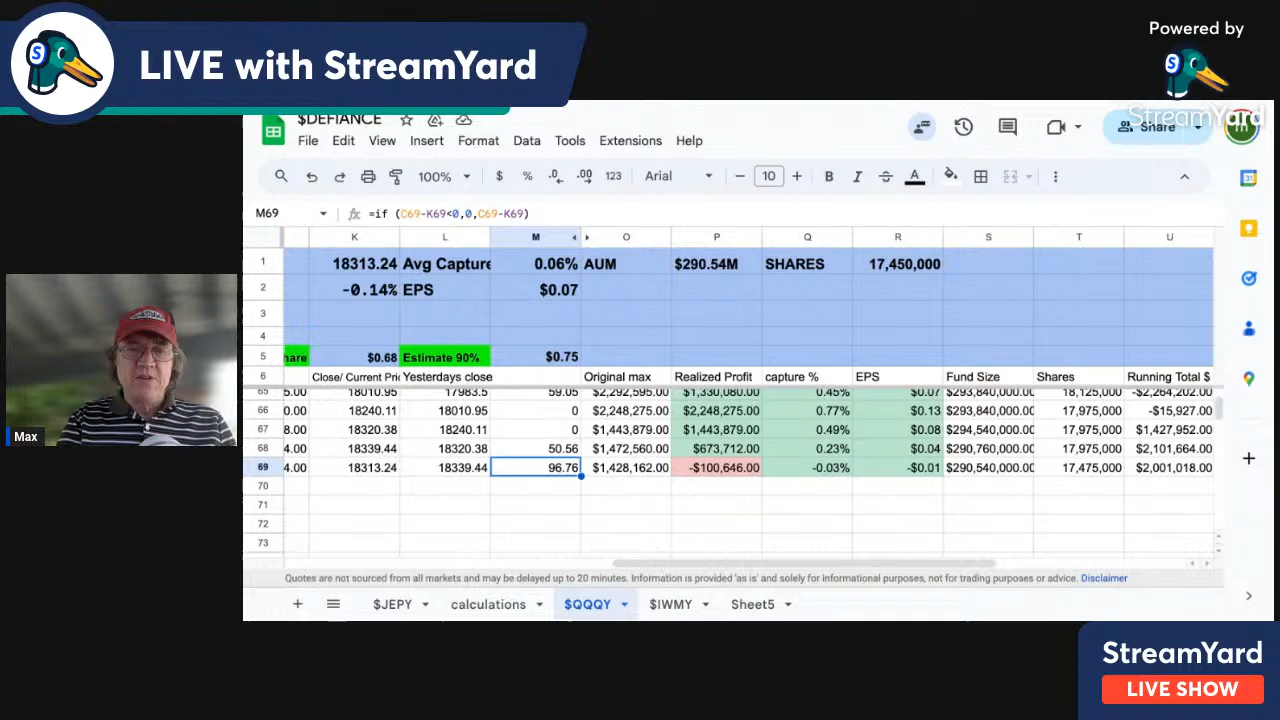 Powered by
S LIVE with StreamYard
S
StreamYard
$DEFIANCE
File Edit View Insert Format Data Tools Extensions Help
Share
100% $ % .0 .00 123 Arial 10 B I A
M69 fx =if (C69-K69<0,0,C69-K69)
K L M O P Q R S T U
1 18313.24 Avg Capture 0.06% AUM $290.54M SHARES 17,450,000
2 -0.14% EPS $0.07
3
4
5 hare $0.68 Estimate 90% $0.75
6 Close/ Current Pri Yesterdays close Original max Realized Profit capture % EPS Fund Size Shares Running Total $
65 5.00 18010.95 17983.5 59.05 $2,292,595.00 $1,330,080.00 0.45% $0.07 $293,840,000.00 18,125,000 -$2,264,202.00
66 0.00 18240.11 18010.95 0 $2,248,275.00 $2,248,275.00 0.77% $0.13 $293,840,000.00 17,975,000 -$15,927.00
67 8.00 18320.38 18240.11 0 $1,443,879.00 $1,443,879.00 0.49% $0.08 $294,540,000.00 17,975,000 $1,427,952.00
68 4.00 18339.44 18320.38 50.56 $1,472,560.00 $673,712.00 0.23% $0.04 $290,760,000.00 17,975,000 $2,101,664.00
69 4.00 18313.24 18339.44 96.76 $1,428,162.00 -$100,646.00 -0.03% -$0.01 $290,540,000.00 17,475,000 $2,001,018.00
70
71
72
73
Max
Quotes are not sourced from all markets and may be delayed up to 20 minutes. Information is provided 'as is' and solely for informational purposes, not for trading purposes or advice. Disclaimer
$JEPY calculations $QQQY $IWMY Sheet5
StreamYard
LIVE SHOW